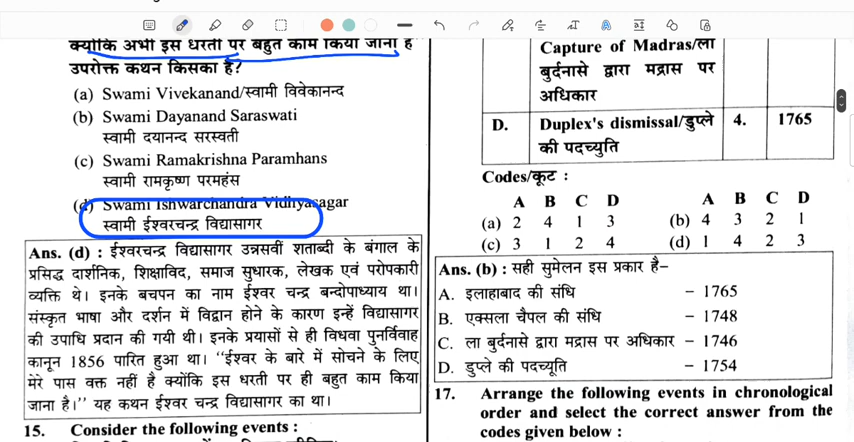 क्योंकि अभी इस धरती पर बहुत काम किया जाना है
उपरोक्त कथन किसका है?
(a) Swami Vivekanand/स्वामी विवेकानन्द
(b) Swami Dayanand Saraswati
स्वामी दयानन्द सरस्वती
(c) Swami Ramakrishna Paramhans
स्वामी रामकृष्ण परमहंस
(d) Swami Ishwarchandra Vidhyasagar
स्वामी ईश्वरचन्द्र विद्यासागर
Ans. (d) : ईश्वरचन्द्र विद्यासागर उन्नसवीं शताब्दी के बंगाल के
प्रसिद्ध दार्शनिक, शिक्षाविद, समाज सुधारक, लेखक एवं परोपकारी
व्यक्ति थे। इनके बचपन का नाम ईश्वर चन्द्र बन्दोपाध्याय था।
संस्कृत भाषा और दर्शन में विद्वान होने के कारण इन्हें विद्यासागर
की उपाधि प्रदान की गयी थी। इनके प्रयासों से ही विधवा पुनर्विवाह
कानून 1856 पारित हुआ था। ‘‘ईश्वर के बारे में सोचने के लिए
मेरे पास वक्त नहीं है क्योंकि इस धरती पर ही बहुत काम किया
जाना है।’’ यह कथन ईश्वर चन्द्र विद्यासागर का था।
15. Consider the following events :
Capture of Madras/ला
बुर्दनासे द्वारा मद्रास पर
अधिकार
D. Duplex's dismissal/डुप्ले की पदच्युति 4. 1765
Codes/कूट :
A B C D A B C D
(a) 2 4 1 3 (b) 4 3 2 1
(c) 3 1 2 4 (d) 1 4 2 3
Ans. (b) : सही सुमेलन इस प्रकार है–
A. इलाहाबाद की संधि – 1765
B. एक्सला चैपल की संधि – 1748
C. ला बुर्दनासे द्वारा मद्रास पर अधिकार – 1746
D. डुप्ले की पदच्यूति – 1754
17. Arrange the following events in chronological
order and select the correct answer from the
codes given below :